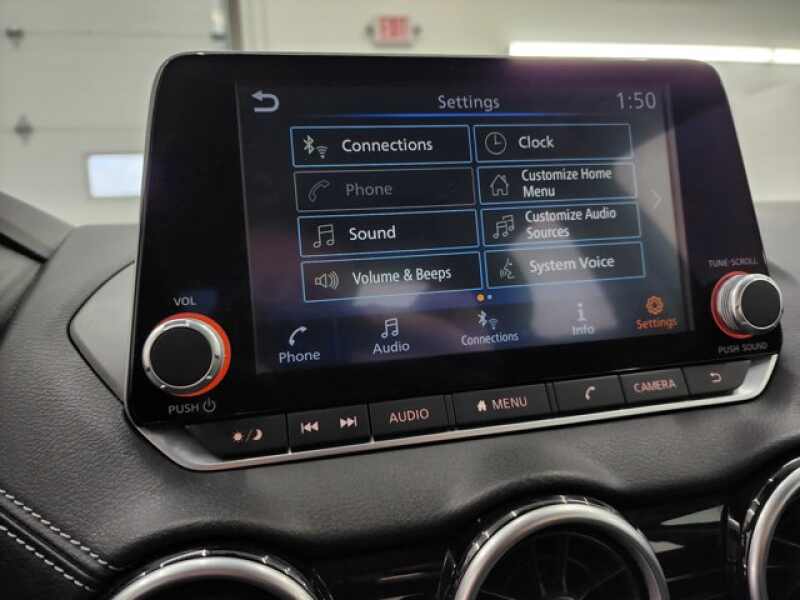 EXIT
Settings
1:50
Connections
Clock
Phone
Customize Home
Menu
Sound
Customize Audio
Sources
Volume & Beeps
System Voice
Phone
Audio
Connections
Info
Settings
VOL
PUSH
TUNE·SCROLL
PUSH SOUND
AUDIO
MENU
CAMERA